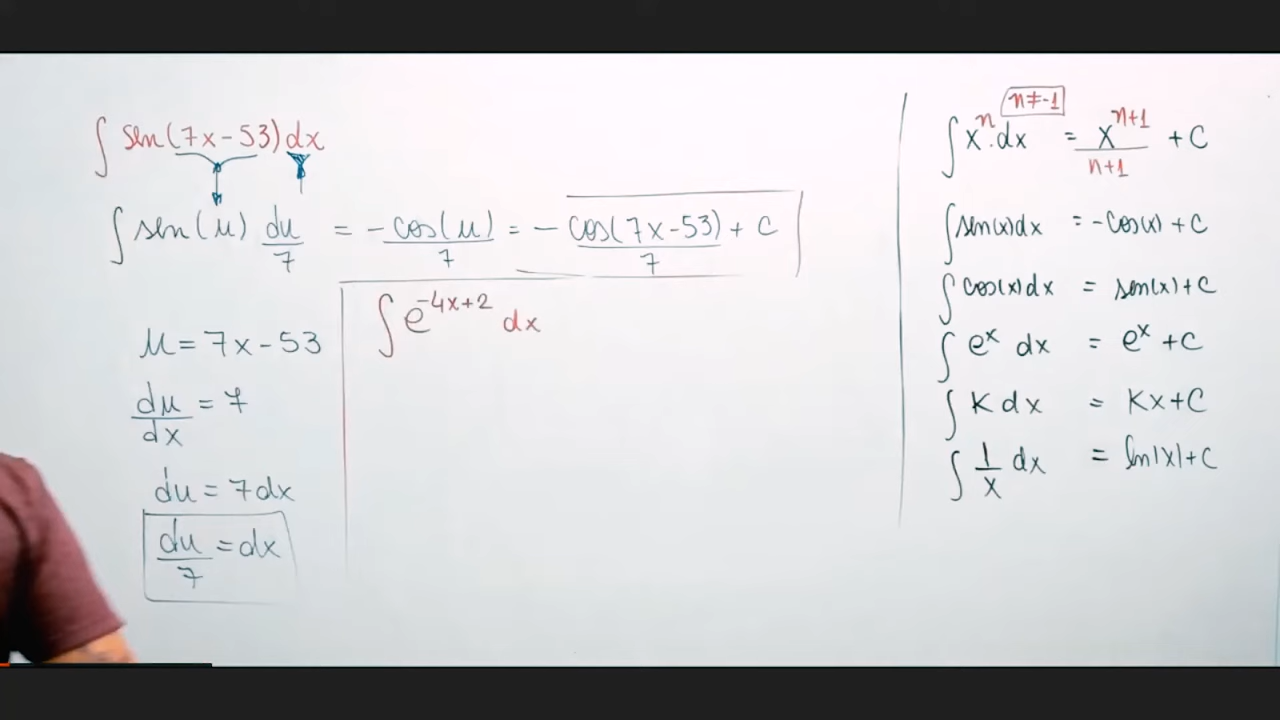 ∫ sen(7x-53)dx
∫ sen(u) du/7 = -cos(u)/7 = -cos(7x-53)/7 + C
u = 7x-53
du/dx = 7
du = 7dx
du/7 = dx
∫ e^(-4x+2) dx
n≠-1
∫ x^n.dx = x^(n+1)/(n+1) + C
∫ sen(x)dx = -cos(x) + C
∫ cos(x)dx = sen(x)+C
∫ e^x dx = e^x + C
∫ K dx = Kx+C
∫ 1/x dx = ln|x|+C